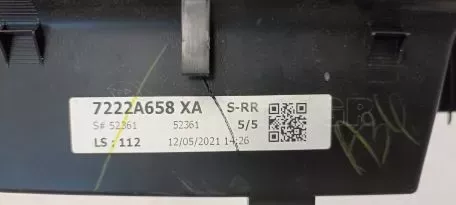 7222A658 XA S-RR
S# 52361 52361 5/5
LS : 112 12/05/2021 14:26